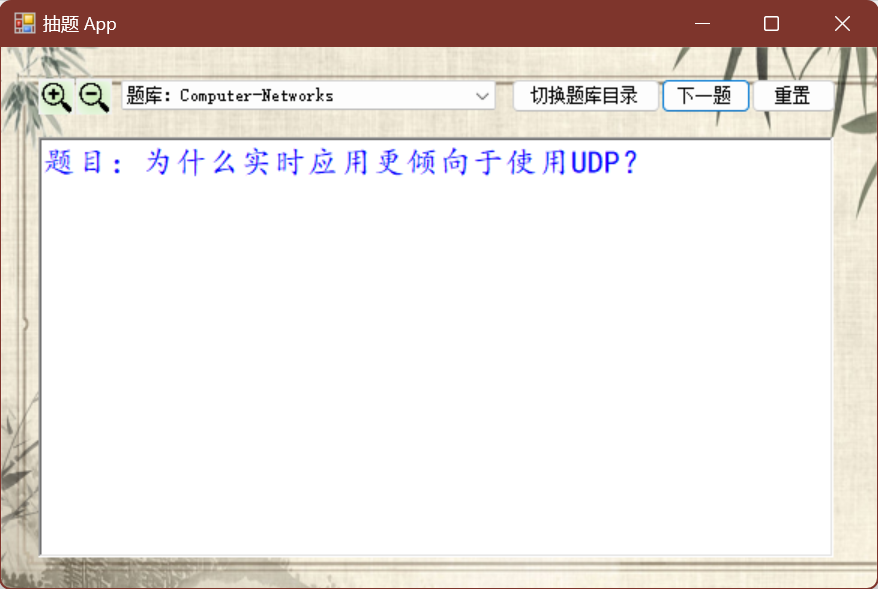 抽题 App
题库：Computer-Networks
切换题库目录
下一题
重置
题目：为什么实时应用更倾向于使用UDP？